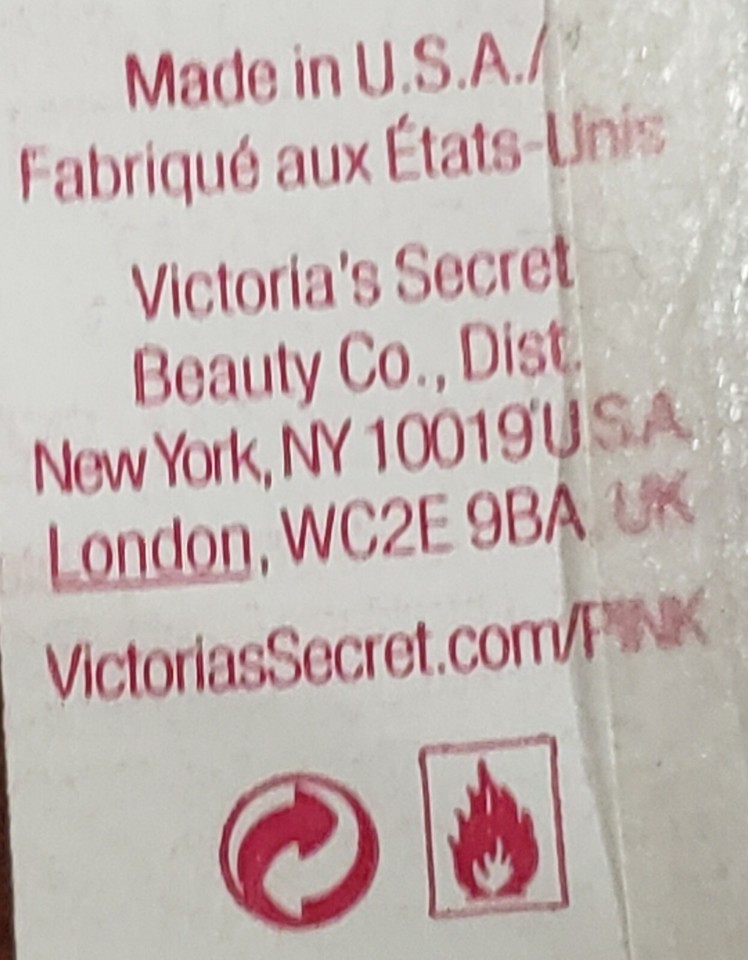 Made in U.S.A./
Fabriqué aux États-Unis
Victoria's Secret
Beauty Co., Dist.
New York, NY 10019 USA
London, WC2E 9BA UK
VictoriasSecret.com/PINK